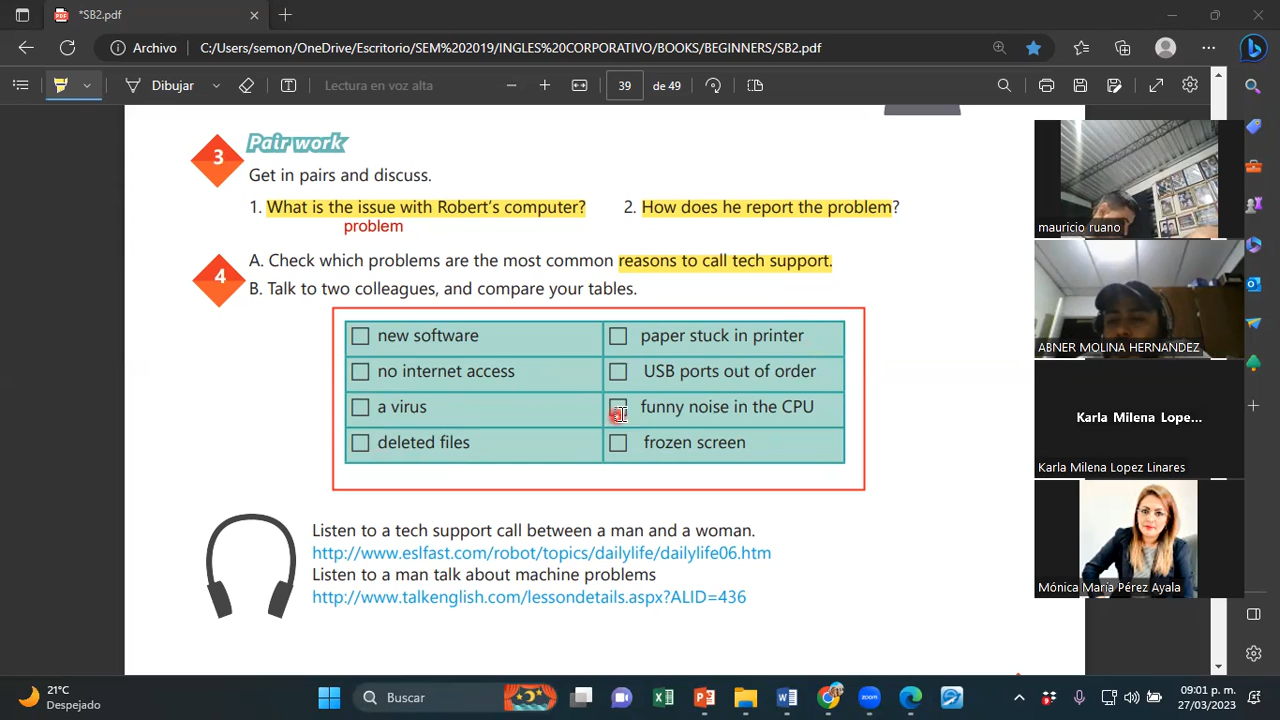 *SB2.pdf
Archivo
C:/Users/semon/OneDrive/Escritorio/SEM%202019/INGLES%20CORPORATIVO/BOOKS/BEGINNERS/SB2.pdf
Dibujar
Lectura en voz alta
39
de 49
3
Pair work
Get in pairs and discuss.
1. What is the issue with Robert's computer?
2. How does he report the problem?
problem
4
A. Check which problems are the most common reasons to call tech support.
B. Talk to two colleagues, and compare your tables.
new software
paper stuck in printer
no internet access
USB ports out of order
a virus
funny noise in the CPU
deleted files
frozen screen
Listen to a tech support call between a man and a woman.
http://www.eslfast.com/robot/topics/dailylife/dailylife06.htm
Listen to a man talk about machine problems
http://www.talkenglish.com/lessondetails.aspx?ALID=436
mauricio ruano
ABNER MOLINA HERNANDEZ
Karla Milena Lope...
Karla Milena Lopez Linares
Mónica María Pérez Ayala
21°C
Despejado
Buscar
09:01 p. m.
27/03/2023